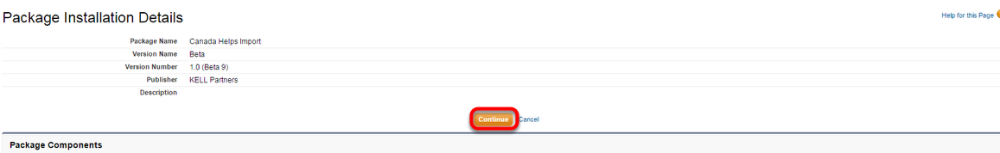 Package Installation Details
Help for this Page
Package Name Canada Helps Import
Version Name Beta
Version Number 1.0 (Beta 9)
Publisher KELL Partners
Description
Continue Cancel
Package Components